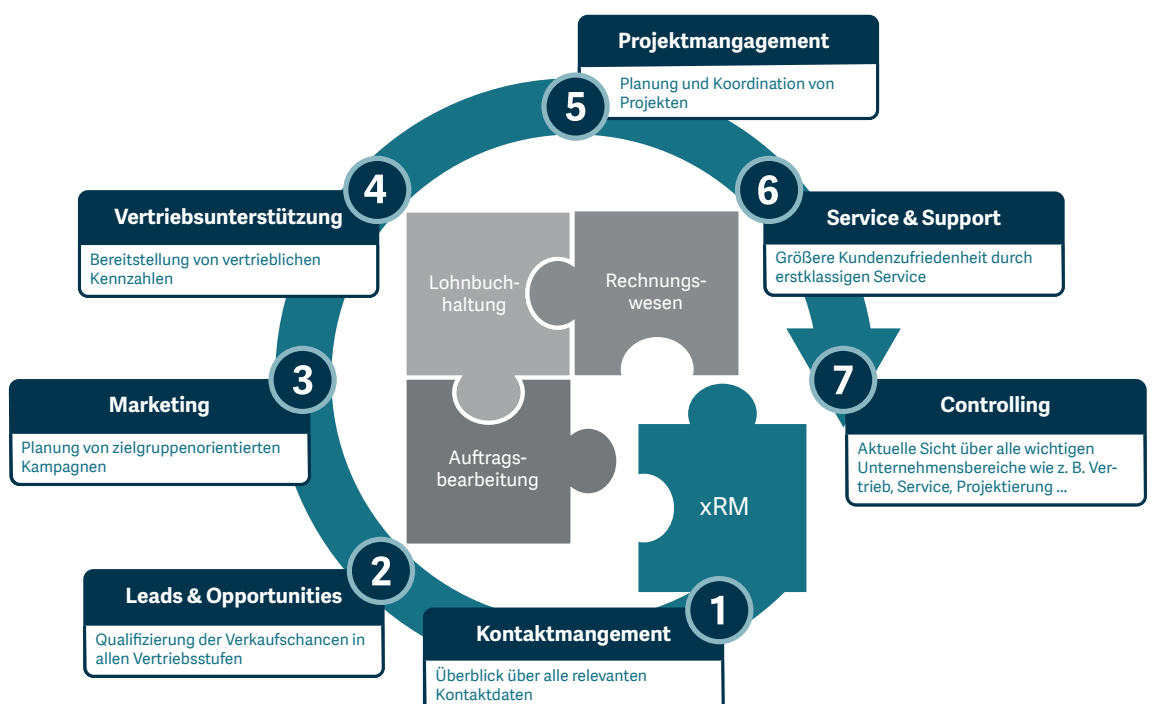 Projektmangagement
Planung und Koordination von
Projekten
5
4
Vertriebsunterstützung
Bereitstellung von vertrieblichen
Kennzahlen
6
Service & Support
Größere Kundenzufriedenheit durch
erstklassigen Service
Lohnbuch-
haltung
Rechnungs-
wesen
3
Marketing
Planung von zielgruppenorientierten
Kampagnen
7
Controlling
Aktuelle Sicht über alle wichtigen
Unternehmensbereiche wie z. B. Ver-
trieb, Service, Projektierung ...
Auftrags-
bearbeitung
xRM
2
Leads & Opportunities
Qualifizierung der Verkaufschancen in
allen Vertriebsstufen
1
Kontaktmangement
Überblick über alle relevanten
Kontaktdaten